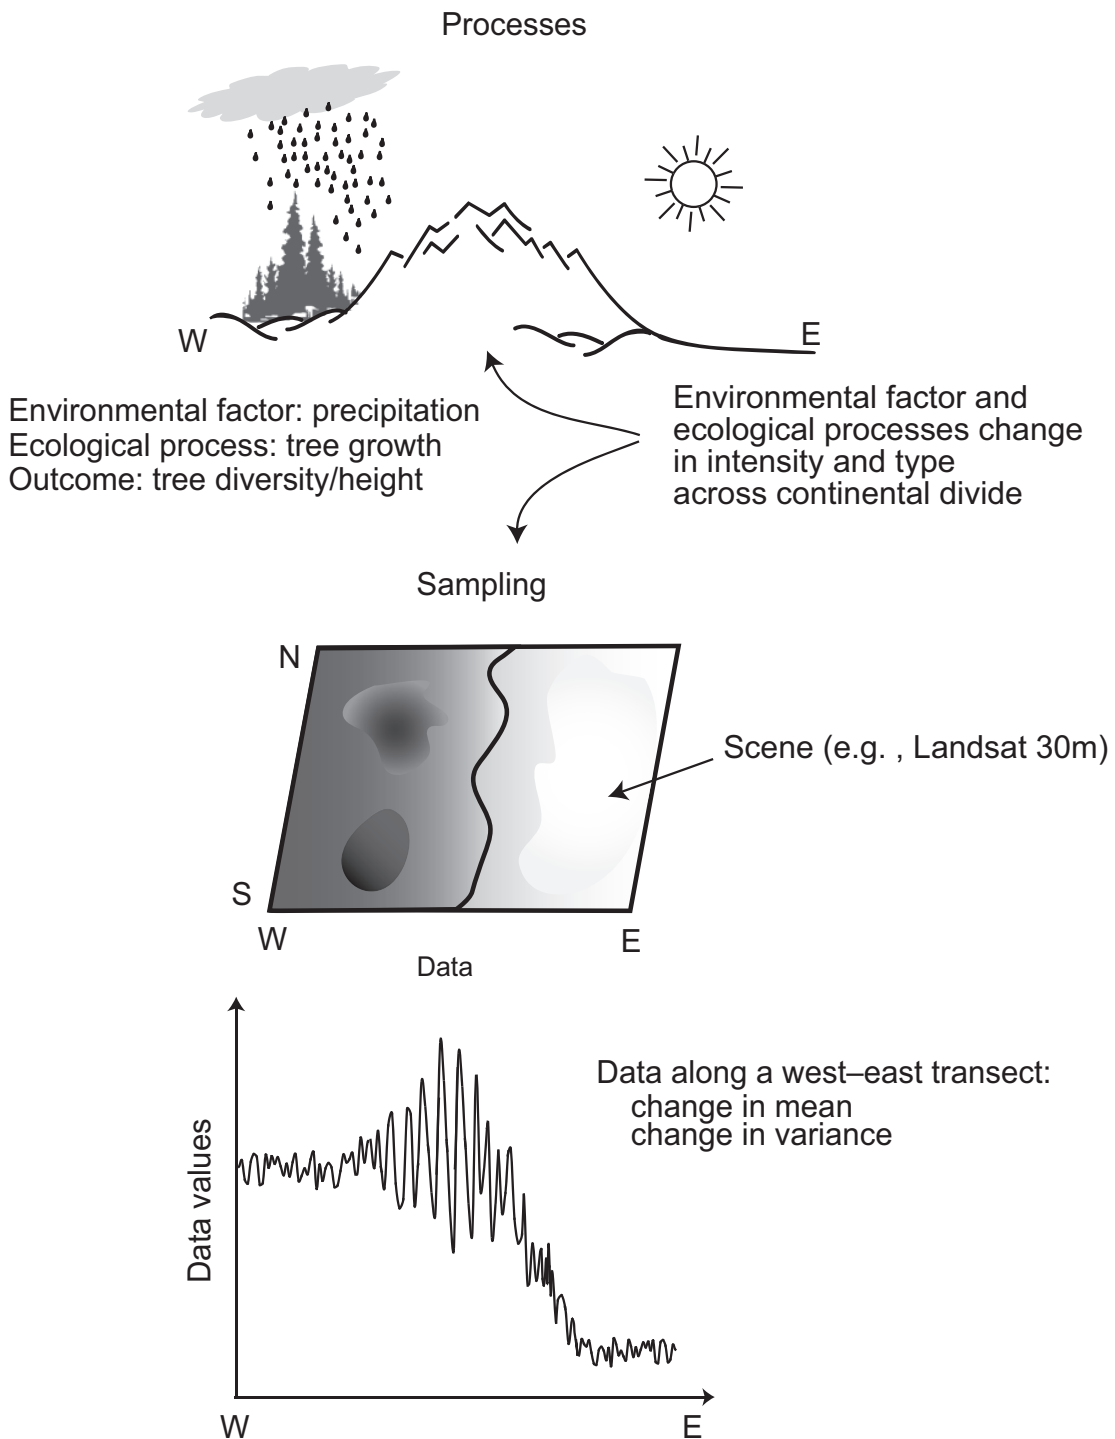 Processes
W
E
Environmental factor: precipitation
Ecological process: tree growth
Outcome: tree diversity/height
Environmental factor and
ecological processes change
in intensity and type
across continental divide
Sampling
N
Scene (e.g. , Landsat 30m)
S
W
E
Data
Data along a west–east transect:
change in mean
change in variance
Data values
W
E